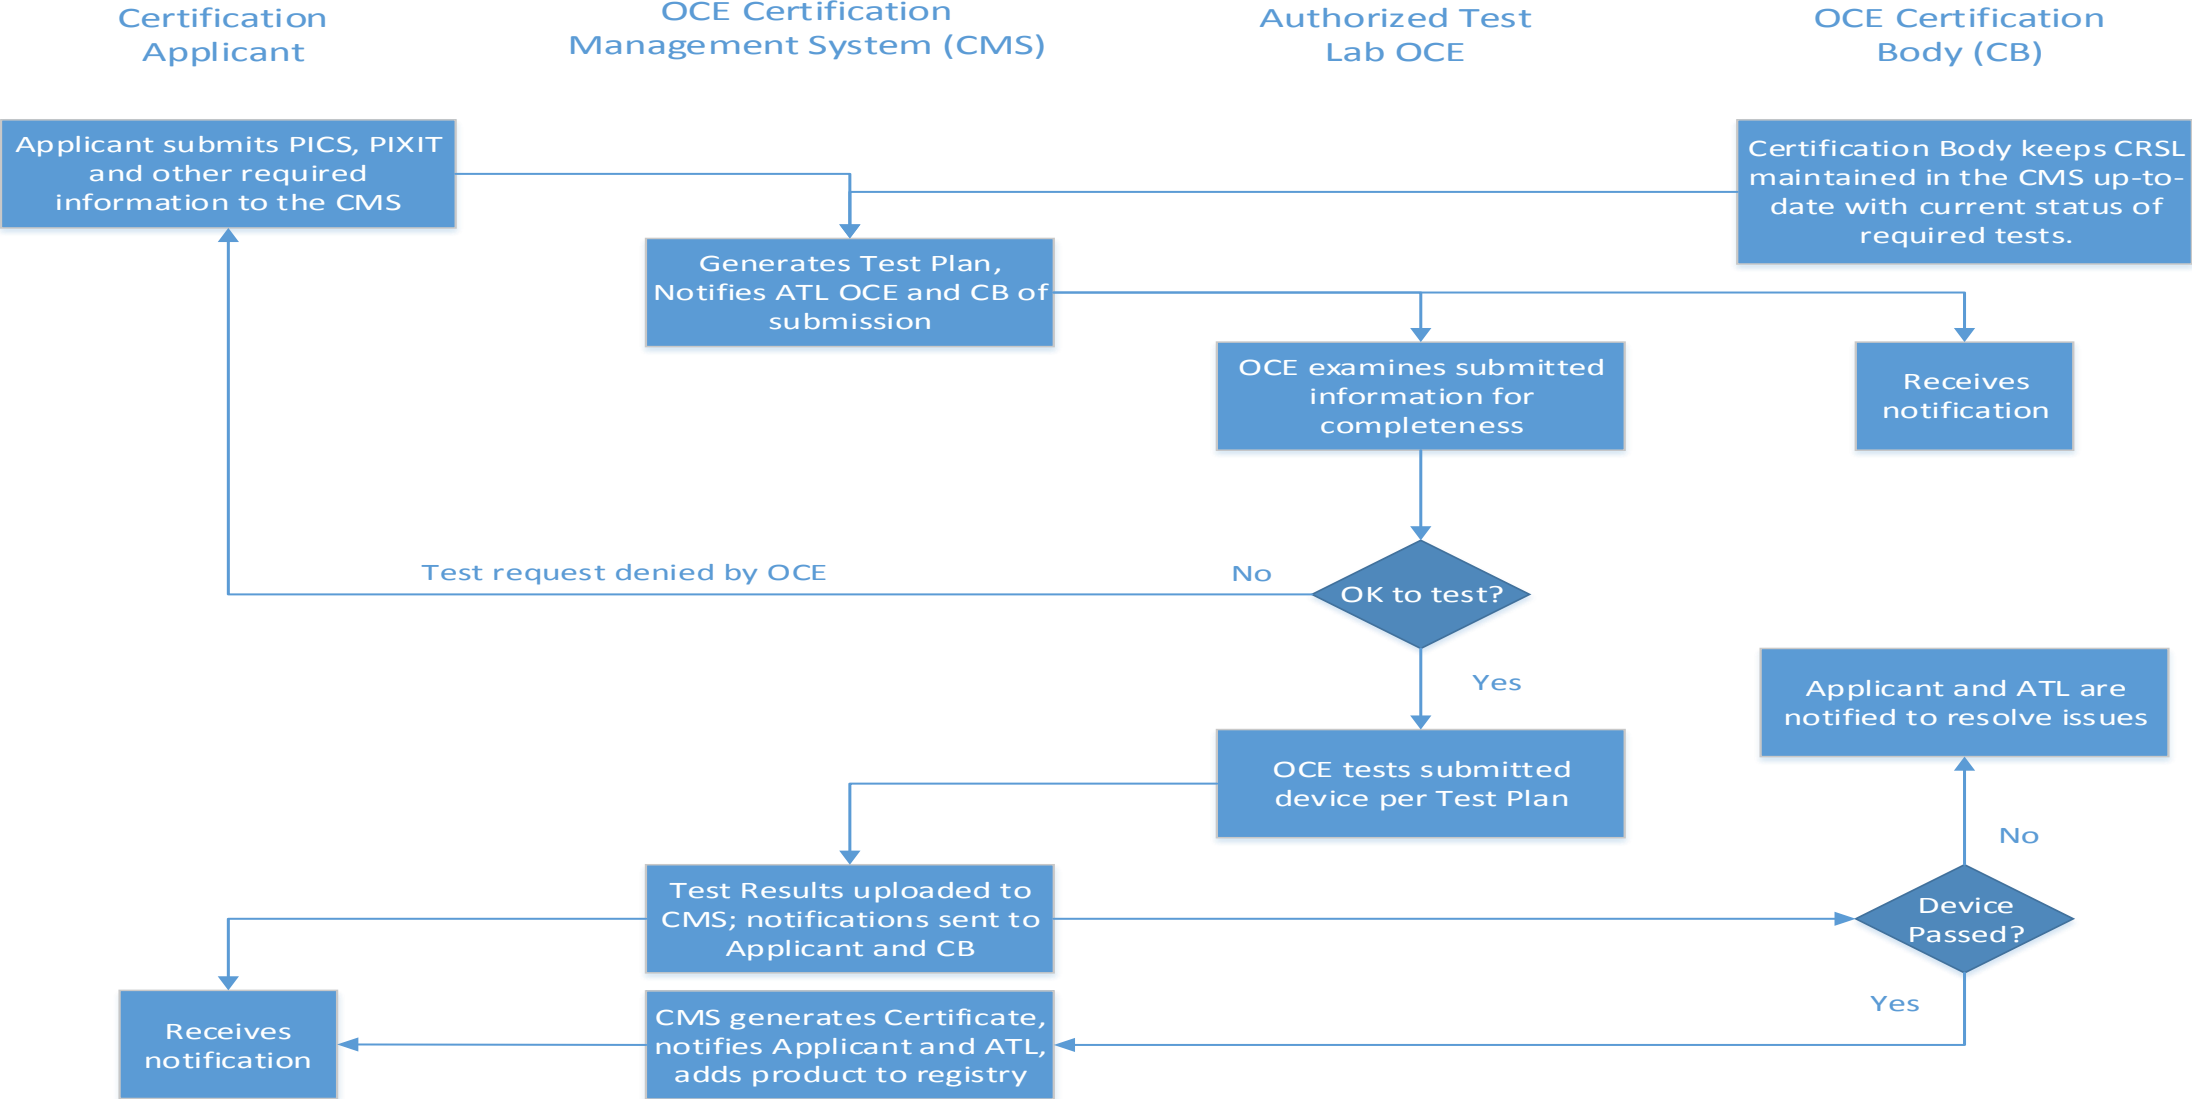 Certification
Applicant
OCE Certification
Management System (CMS)
Authorized Test
Lab OCE
OCE Certification
Body (CB)
Applicant submits PICS, PIXIT
and other required
information to the CMS
Certification Body keeps CRSL
maintained in the CMS up-to-
date with current status of
required tests.
Generates Test Plan,
Notifies ATL OCE and CB of
submission
OCE examines submitted
information for
completeness
Receives
notification
Test request denied by OCE
No
OK to test?
Yes
Applicant and ATL are
notified to resolve issues
OCE tests submitted
device per Test Plan
No
Test Results uploaded to
CMS; notifications sent to
Applicant and CB
Device
Passed?
Yes
Receives
notification
CMS generates Certificate,
notifies Applicant and ATL,
adds product to registry